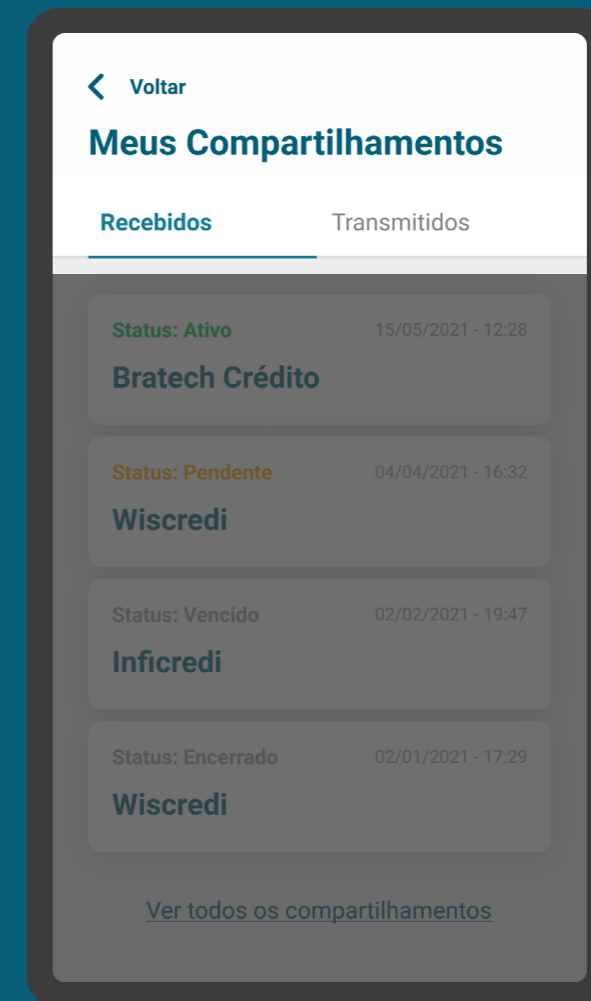 Voltar
Meus Compartilhamentos
Recebidos Transmitidos
Status: Ativo 15/05/2021 - 12:28
Bratech Crédito
Status: Pendente 04/04/2021 - 16:32
Wiscredi
Status: Vencido 02/02/2021 - 19:47
Inficredi
Status: Encerrado 02/01/2021 - 17:29
Wiscredi
Ver todos os compartilhamentos